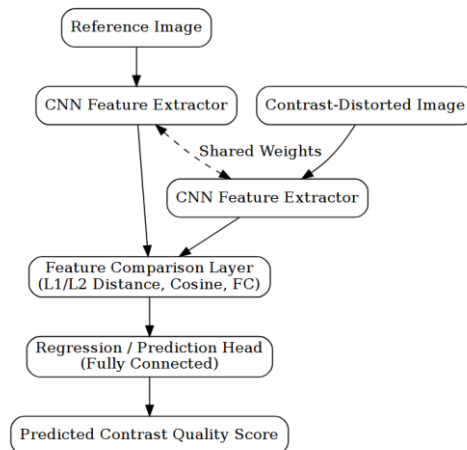 Reference Image
CNN Feature Extractor
Contrast-Distorted Image
Shared Weights
CNN Feature Extractor
Feature Comparison Layer
(L1/L2 Distance, Cosine, FC)
Regression / Prediction Head
(Fully Connected)
Predicted Contrast Quality Score